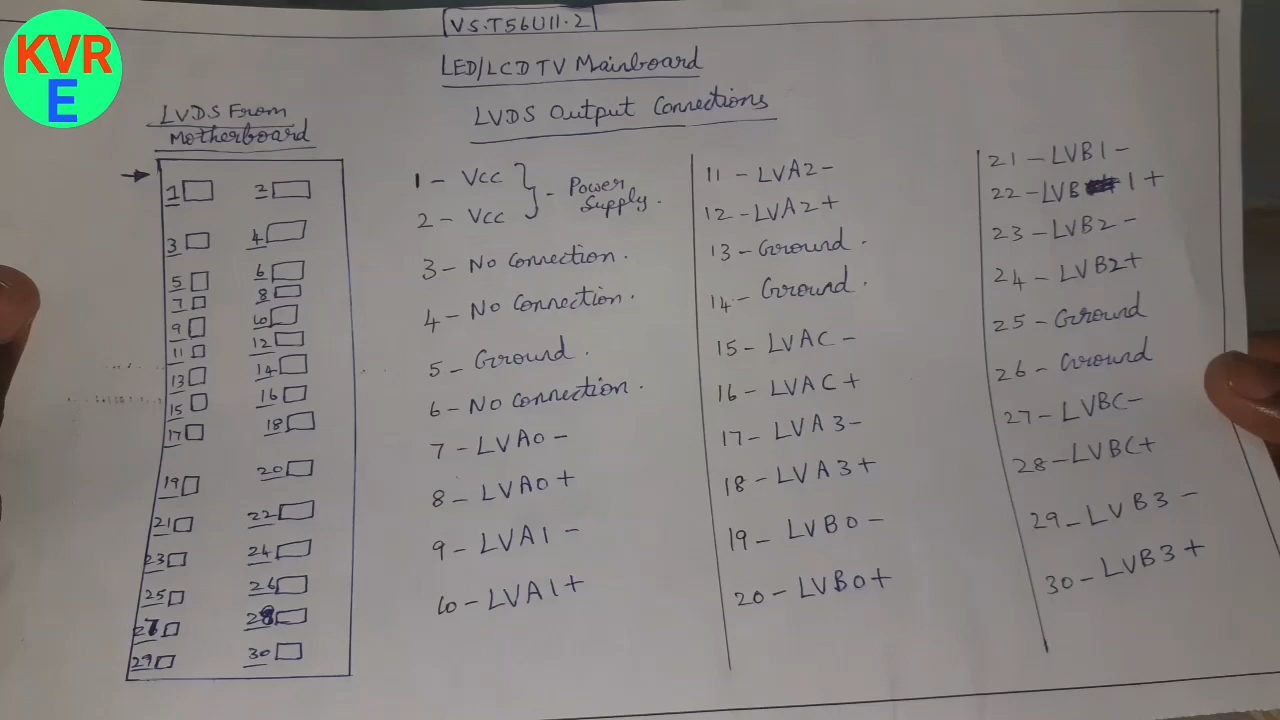 KVR
E
VS.T56U11.2
LED/LCD TV Mainboard
LVDS Output Connections
LVDS From
Motherboard
1 2
3 4
5 6
7 8
9 10
11 12
13 14
15 16
17 18
19 20
21 22
23 24
25 26
27 28
29 30
1 - Vcc
2 - Vcc
- Power
Supply.
3 - No Connection.
4 - No Connection.
5 - Ground.
6 - No Connection.
7 - LVA0 -
8 - LVA0 +
9 - LVA1 -
10 - LVA1 +
11 - LVA2 -
12 - LVA2 +
13 - Ground.
14 - Ground.
15 - LVAC -
16 - LVAC +
17 - LVA3 -
18 - LVA3 +
19 - LVB0 -
20 - LVB0 +
21 - LVB1 -
22 - LVB 1 +
23 - LVB2 -
24 - LVB2 +
25 - Ground
26 - Ground
27 - LVBC -
28 - LVBC +
29 - LVB3 -
30 - LVB3 +